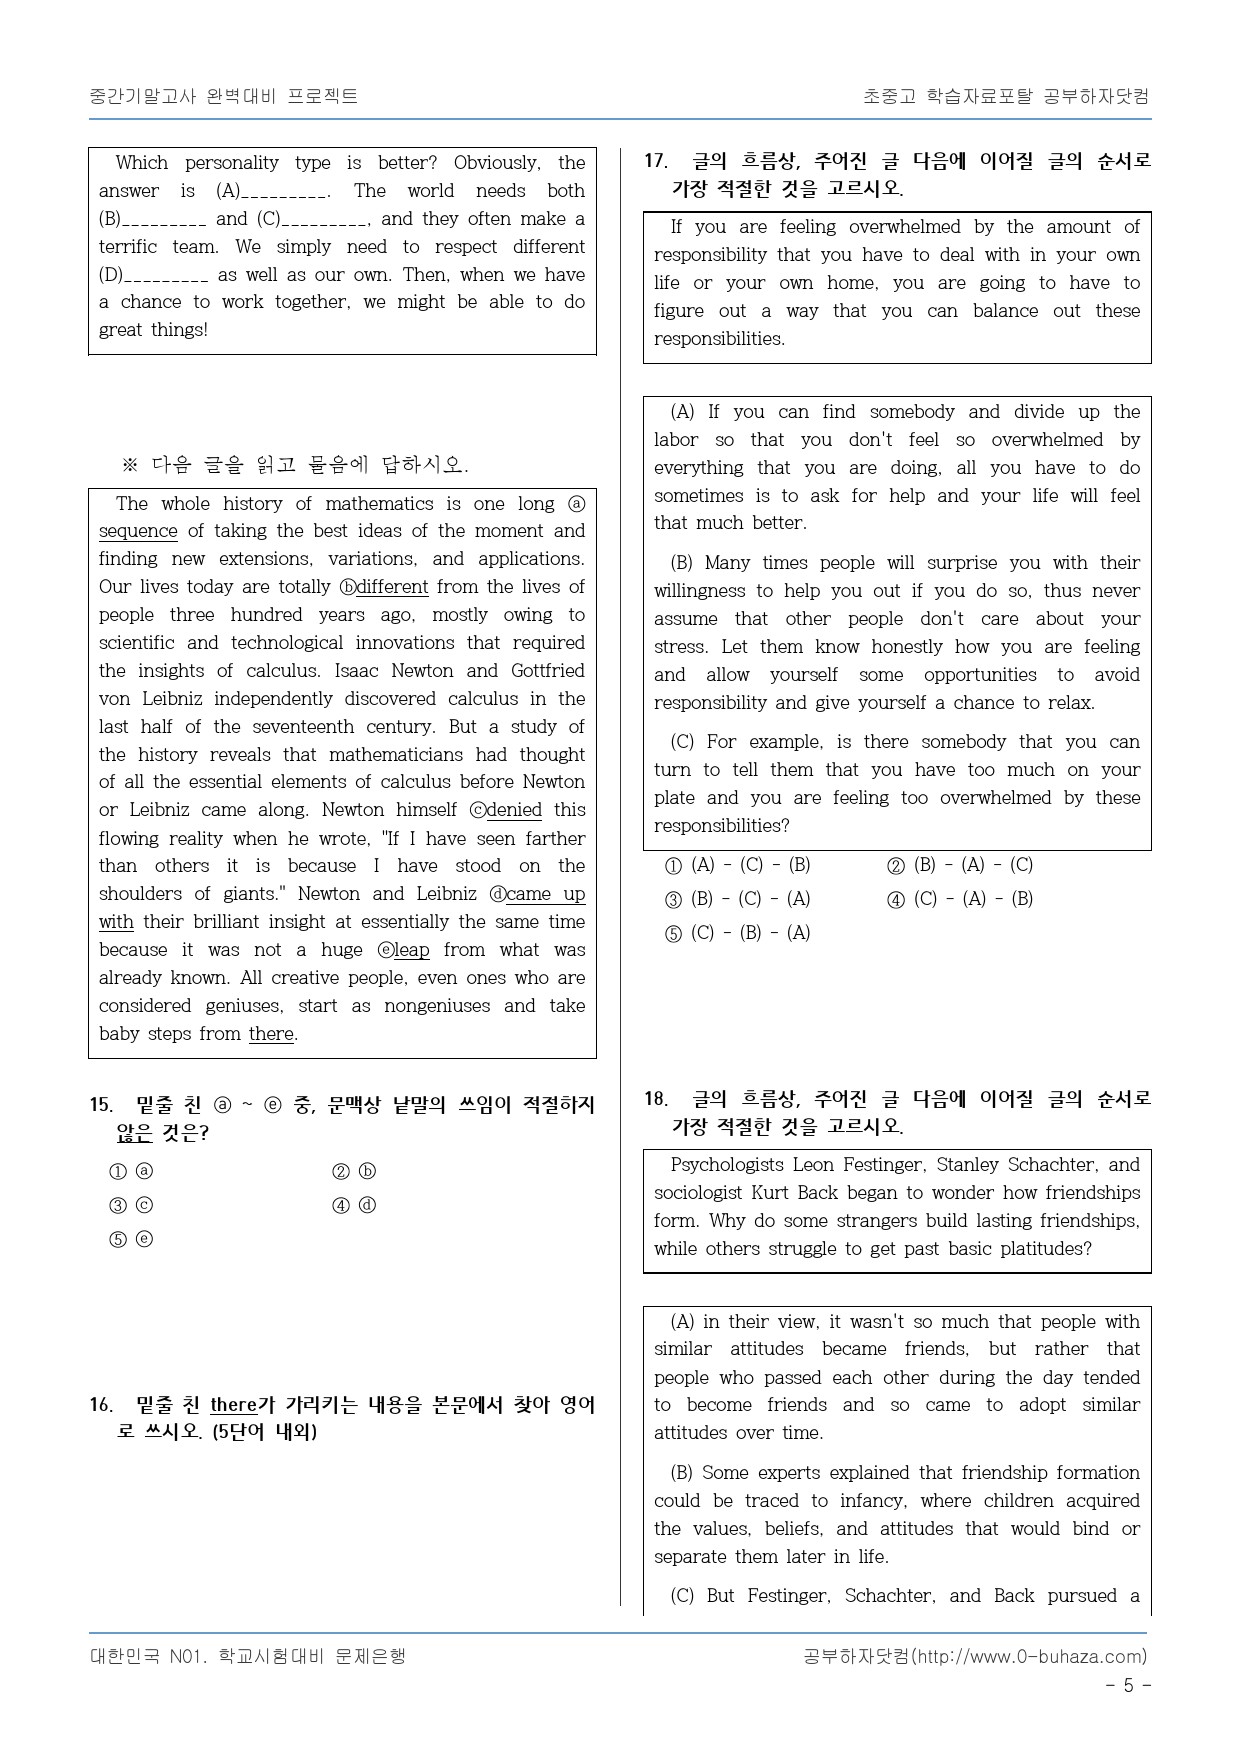 중간기말고사 완벽대비 프로젝트
초중고 학습자료포탈 공부하자닷컴
Which personality type is better? Obviously, the
answer is (A)_________. The world needs both
(B)_________ and (C)_________, and they often make a
terrific team. We simply need to respect different
(D)_________ as well as our own. Then, when we have
a chance to work together, we might be able to do
great things!
※ 다음 글을 읽고 물음에 답하시오.
The whole history of mathematics is one long ⓐ
sequence of taking the best ideas of the moment and
finding new extensions, variations, and applications.
Our lives today are totally ⓑdifferent from the lives of
people three hundred years ago, mostly owing to
scientific and technological innovations that required
the insights of calculus. Isaac Newton and Gottfried
von Leibniz independently discovered calculus in the
last half of the seventeenth century. But a study of
the history reveals that mathematicians had thought
of all the essential elements of calculus before Newton
or Leibniz came along. Newton himself ⓒdenied this
flowing reality when he wrote, "If I have seen farther
than others it is because I have stood on the
shoulders of giants." Newton and Leibniz ⓓcame up
with their brilliant insight at essentially the same time
because it was not a huge ⓔleap from what was
already known. All creative people, even ones who are
considered geniuses, start as nongeniuses and take
baby steps from there.
15. 밑줄 친 ⓐ ~ ⓔ 중, 문맥상 낱말의 쓰임이 적절하지
않은 것은?
① ⓐ ② ⓑ
③ ⓒ ④ ⓓ
⑤ ⓔ
16. 밑줄 친 there가 가리키는 내용을 본문에서 찾아 영어
로 쓰시오. (5단어 내외)
17. 글의 흐름상, 주어진 글 다음에 이어질 글의 순서로
가장 적절한 것을 고르시오.
If you are feeling overwhelmed by the amount of
responsibility that you have to deal with in your own
life or your own home, you are going to have to
figure out a way that you can balance out these
responsibilities.
(A) If you can find somebody and divide up the
labor so that you don't feel so overwhelmed by
everything that you are doing, all you have to do
sometimes is to ask for help and your life will feel
that much better.
(B) Many times people will surprise you with their
willingness to help you out if you do so, thus never
assume that other people don't care about your
stress. Let them know honestly how you are feeling
and allow yourself some opportunities to avoid
responsibility and give yourself a chance to relax.
(C) For example, is there somebody that you can
turn to tell them that you have too much on your
plate and you are feeling too overwhelmed by these
responsibilities?
① (A) - (C) - (B) ② (B) - (A) - (C)
③ (B) - (C) - (A) ④ (C) - (A) - (B)
⑤ (C) - (B) - (A)
18. 글의 흐름상, 주어진 글 다음에 이어질 글의 순서로
가장 적절한 것을 고르시오.
Psychologists Leon Festinger, Stanley Schachter, and
sociologist Kurt Back began to wonder how friendships
form. Why do some strangers build lasting friendships,
while others struggle to get past basic platitudes?
(A) in their view, it wasn't so much that people with
similar attitudes became friends, but rather that
people who passed each other during the day tended
to become friends and so came to adopt similar
attitudes over time.
(B) Some experts explained that friendship formation
could be traced to infancy, where children acquired
the values, beliefs, and attitudes that would bind or
separate them later in life.
(C) But Festinger, Schachter, and Back pursued a
대한민국 N01. 학교시험대비 문제은행
공부하자닷컴(http://www.0-buhaza.com)
- 5 -